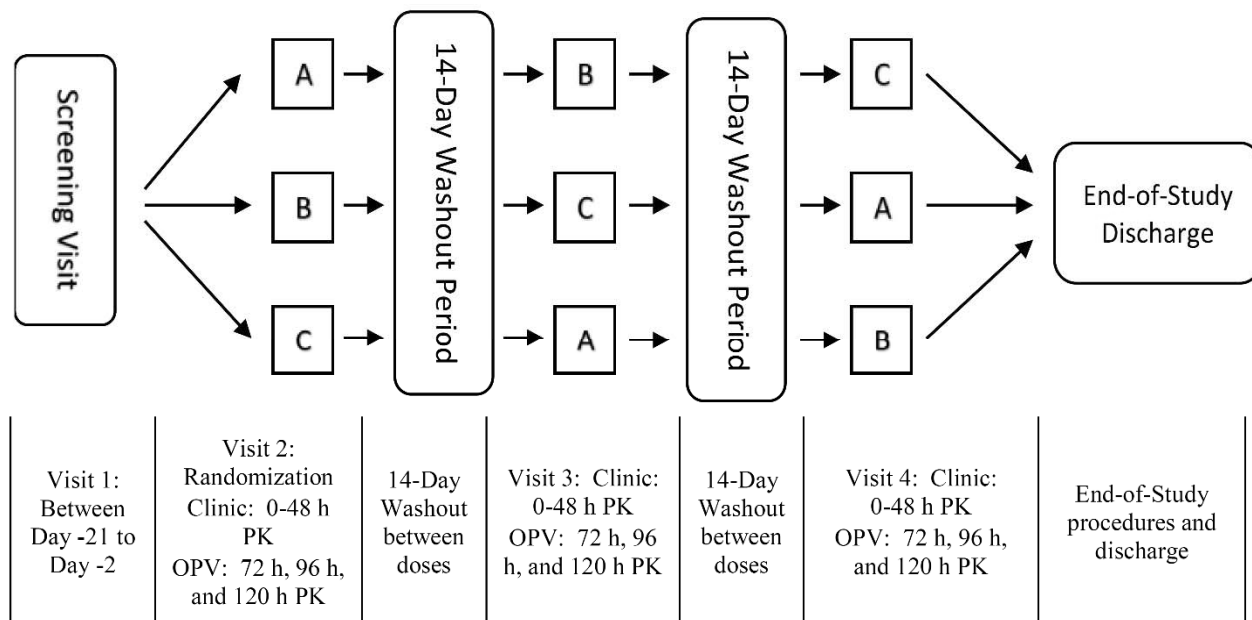 Screening Visit
A
B
C
14-Day Washout Period
B
C
A
14-Day Washout Period
C
A
B
End-of-Study
Discharge
Visit 1:
Between
Day -21 to
Day -2
Visit 2:
Randomization
Clinic: 0-48 h
PK
OPV: 72 h, 96 h,
and 120 h PK
14-Day
Washout
between
doses
Visit 3: Clinic:
0-48 h PK
OPV: 72 h, 96
h, and 120 h PK
14-Day
Washout
between
doses
Visit 4: Clinic:
0-48 h PK
OPV: 72 h, 96 h,
and 120 h PK
End-of-Study
procedures and
discharge